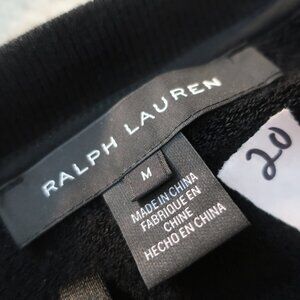 RALPH LAUREN
M
MADE IN CHINA
FABRIQUE EN
CHINE
HECHO EN CHINA
20